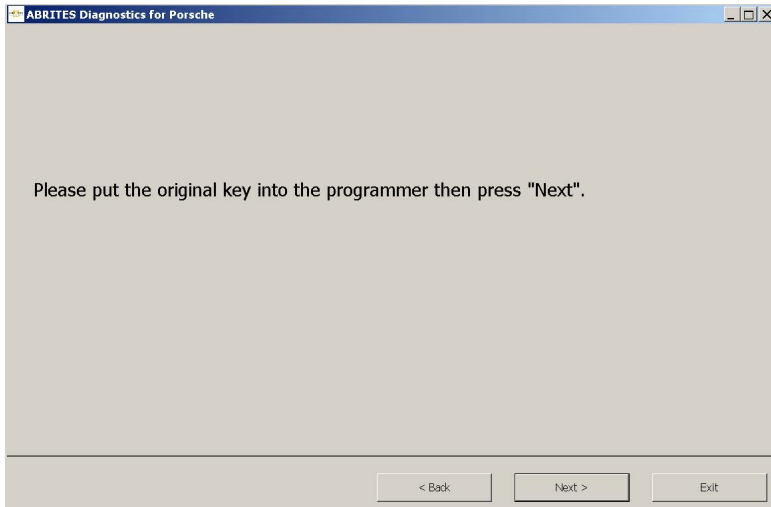 ABRITES Diagnostics for Porsche
Please put the original key into the programmer then press "Next".
< Back Next > Exit